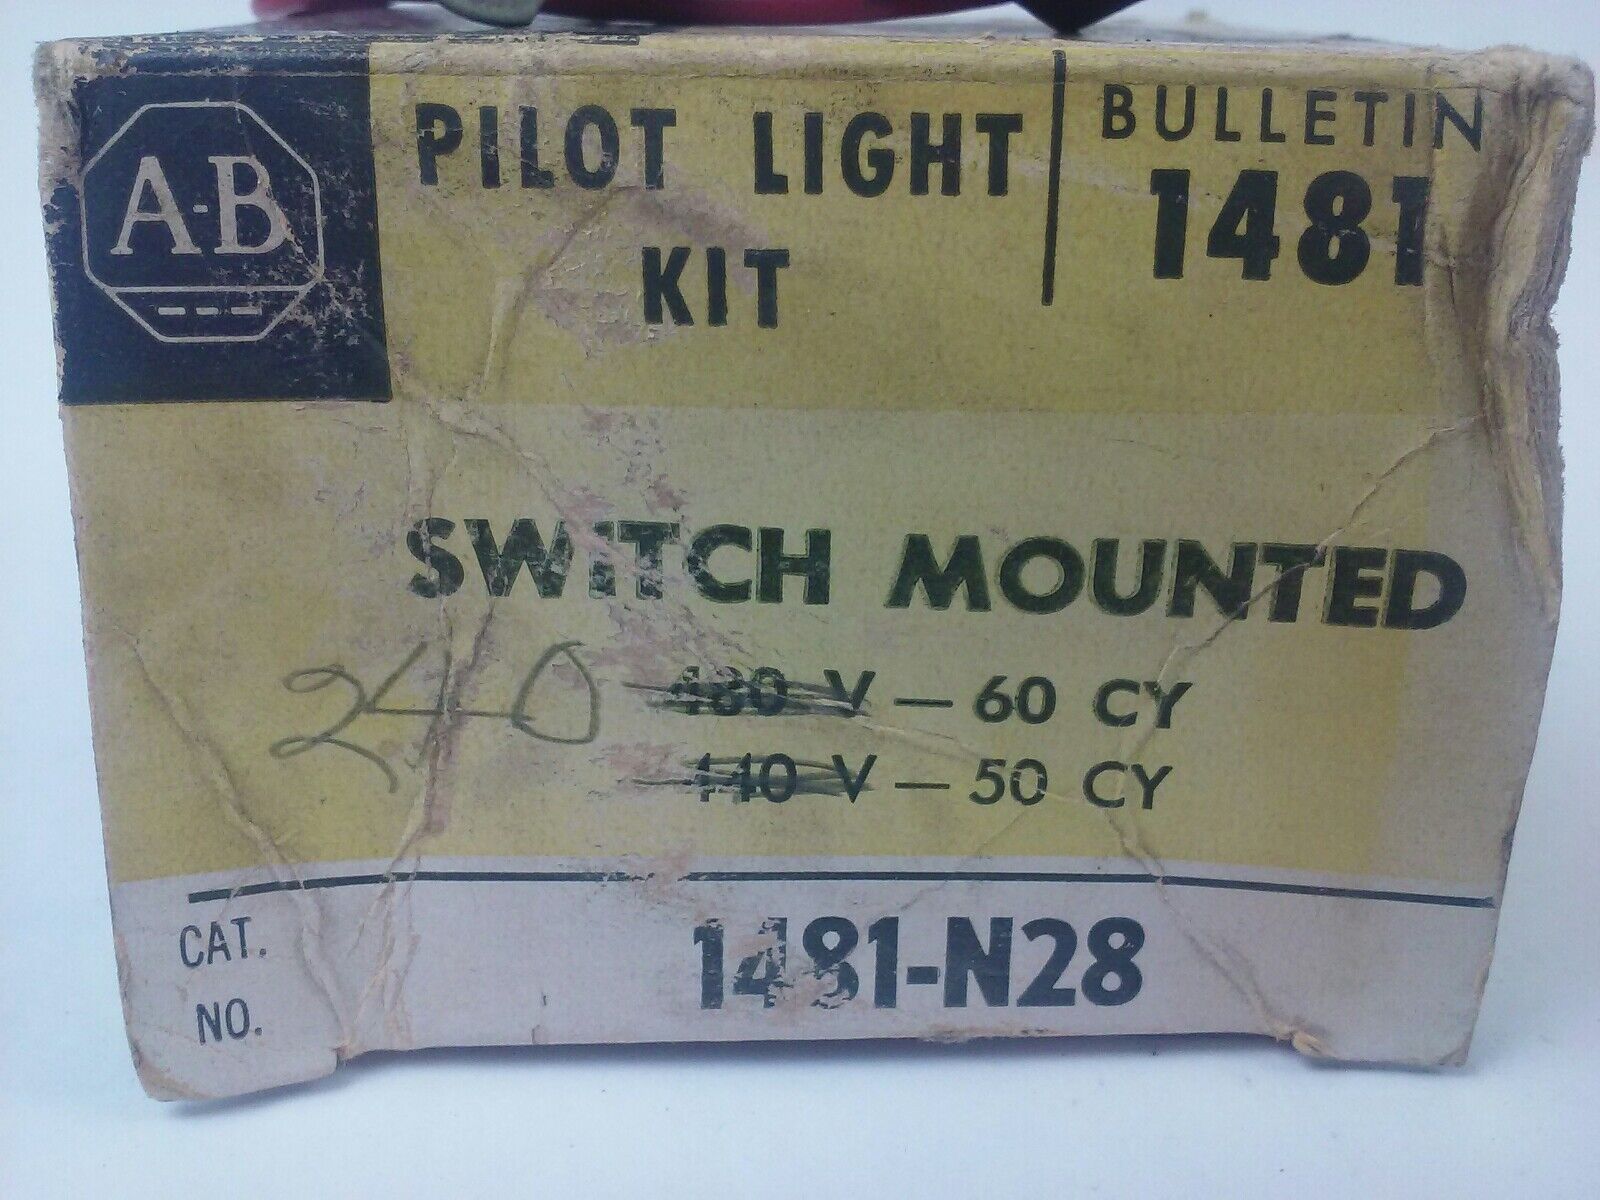 A-B
PILOT LIGHT
KIT
BULLETIN
1481
SWITCH MOUNTED
240 480 V — 60 CY
440 V — 50 CY
CAT.
NO.
1481-N28